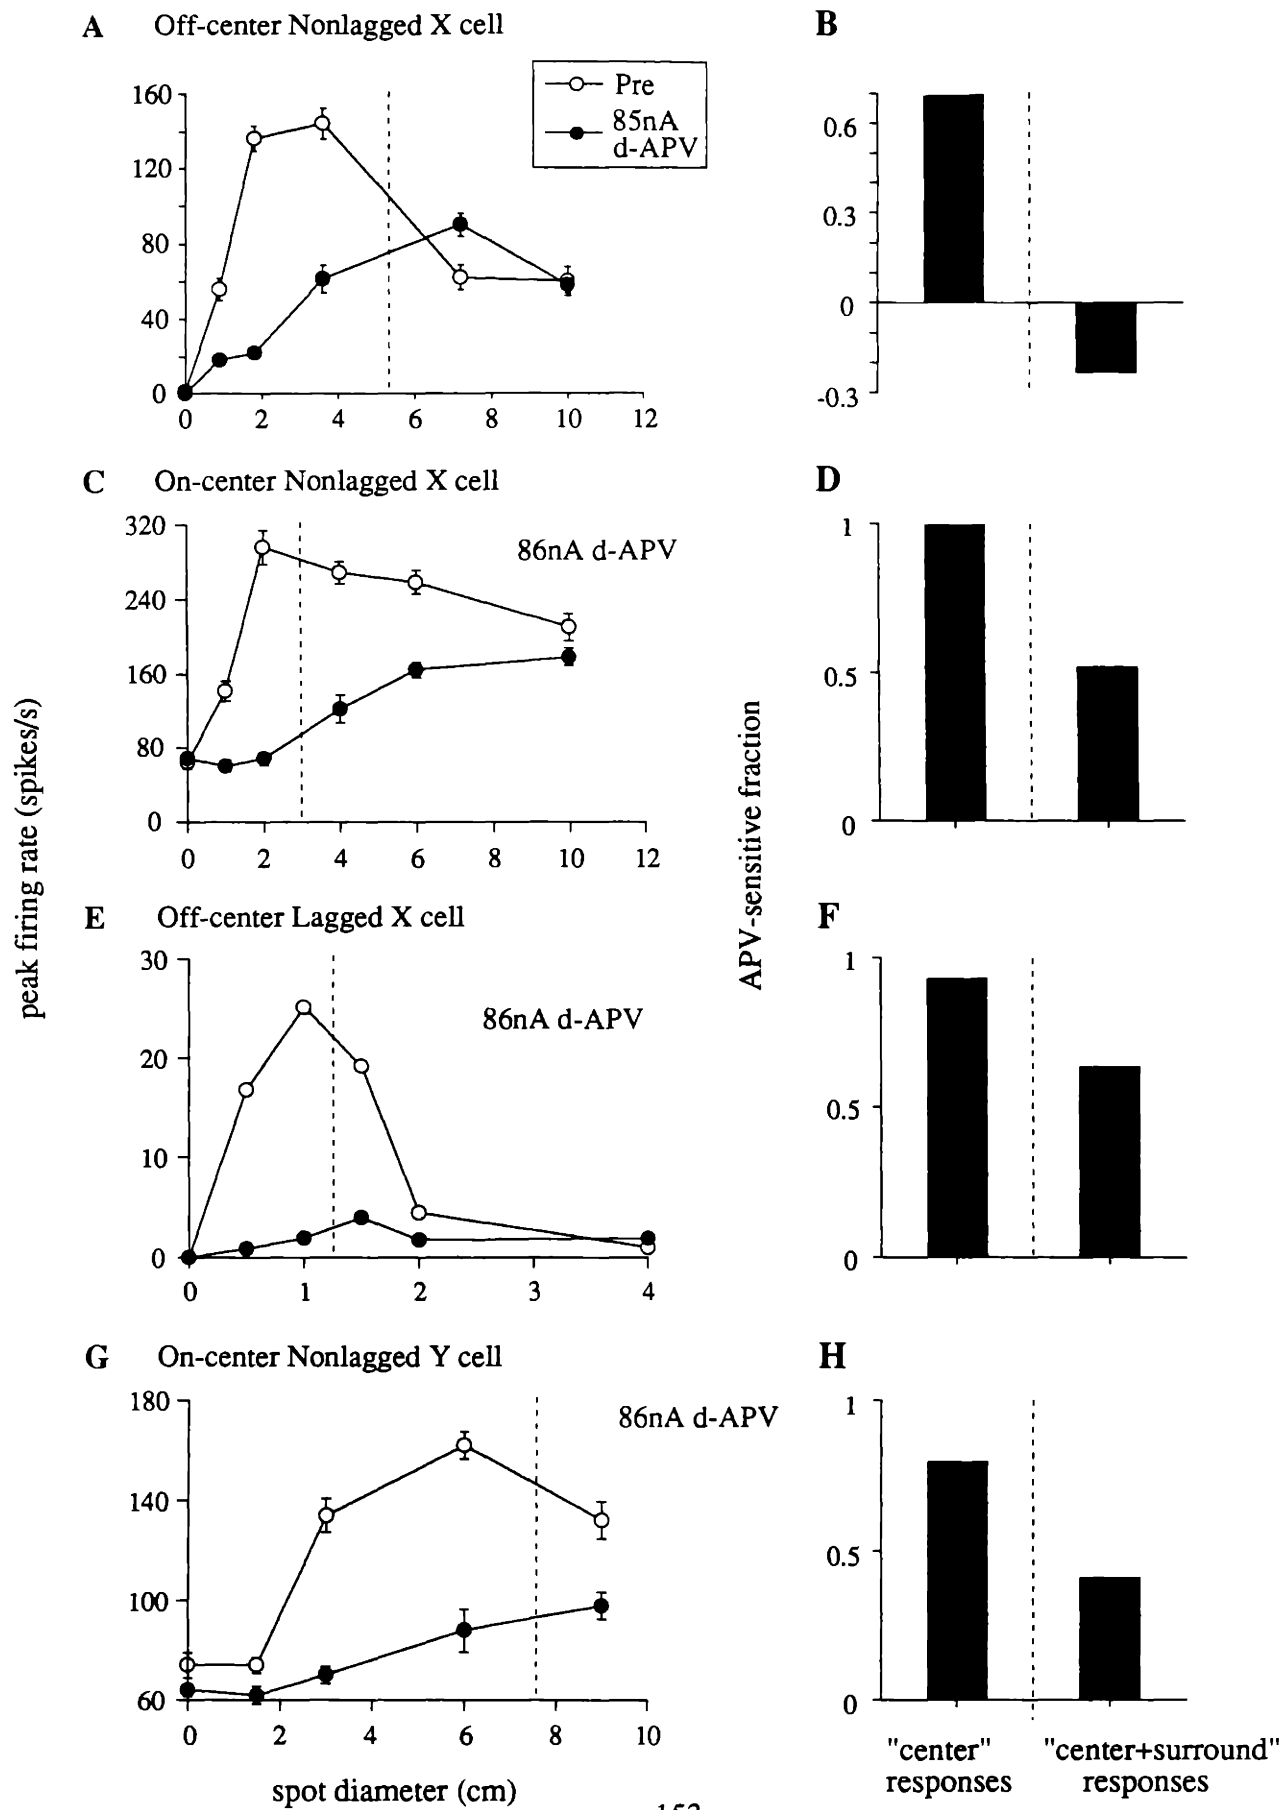 A Off-center Nonlagged X cell
Pre
85nA
d-APV
160
120
80
40
0
0 2 4 6 8 10 12
B
0.6
0.3
0
-0.3
C On-center Nonlagged X cell
86nA d-APV
320
240
160
80
0
0 2 4 6 8 10 12
D
1
0.5
0
peak firing rate (spikes/s)
APV-sensitive fraction
E Off-center Lagged X cell
86nA d-APV
30
20
10
0
0 1 2 3 4
F
1
0.5
0
G On-center Nonlagged Y cell
86nA d-APV
180
140
100
60
0 2 4 6 8 10
spot diameter (cm)
H
1
0.5
0
"center"
responses
"center+surround"
responses